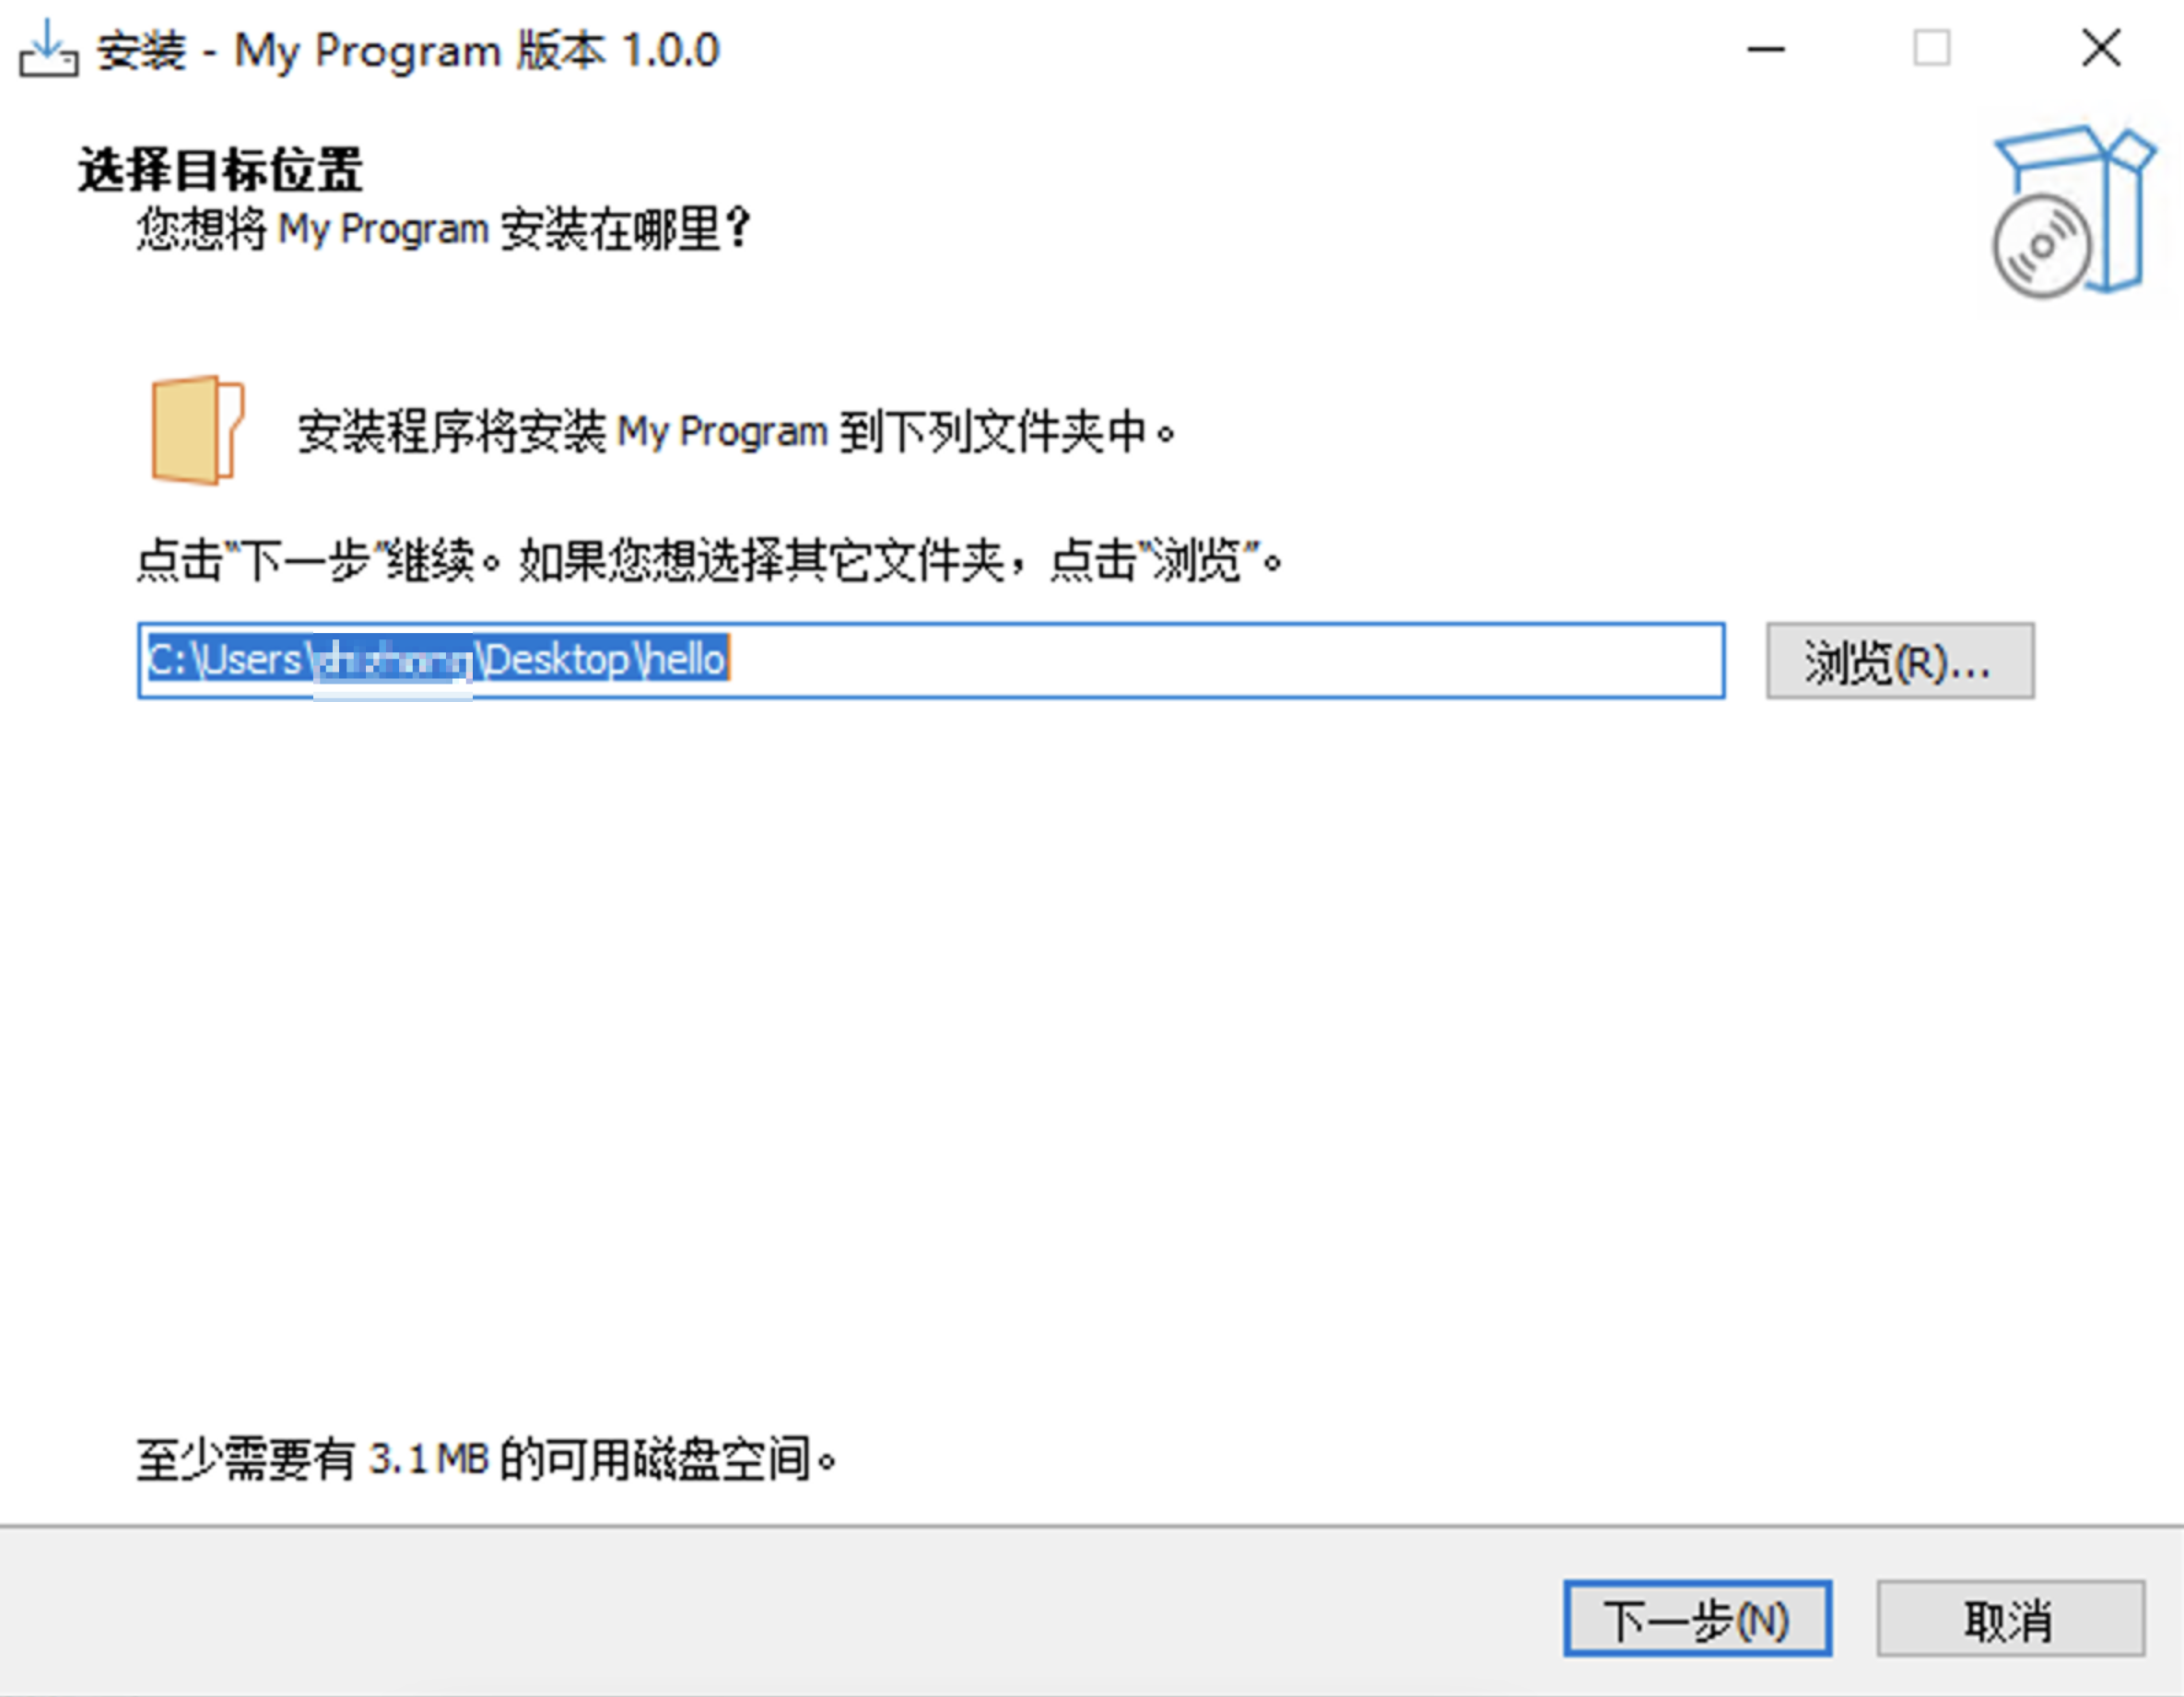 安装 - My Program 版本 1.0.0
选择目标位置
您想将 My Program 安装在哪里？
安装程序将安装 My Program 到下列文件夹中。
点击“下一步”继续。如果您想选择其它文件夹，点击“浏览”。
C:\Users\ \Desktop\hello
浏览(R)...
至少需要有 3.1 MB 的可用磁盘空间。
下一步(N)
取消